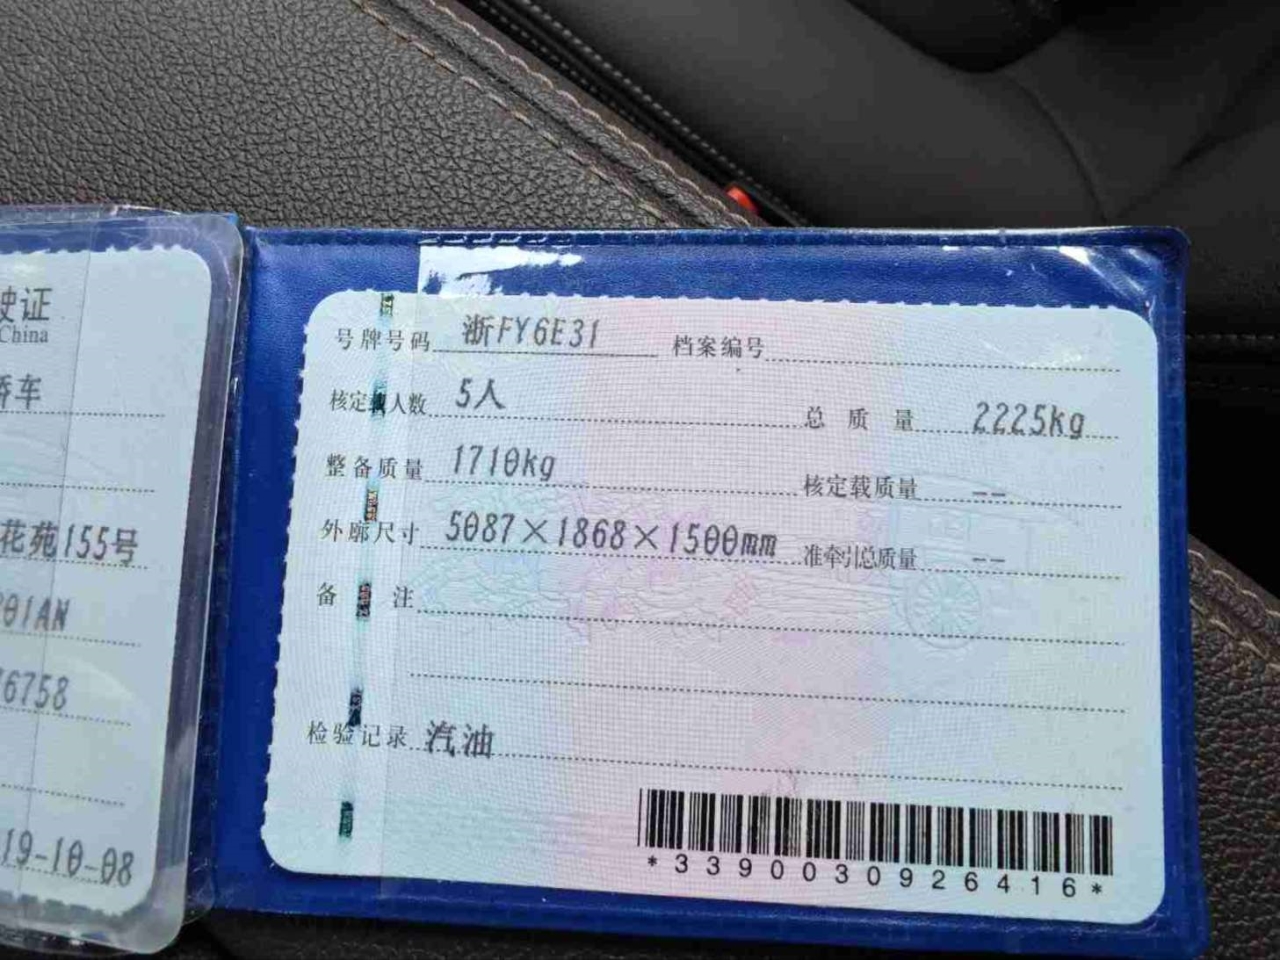 驶证
China
轿车
花苑155号
01AN
6758
19-10-08
号牌号码 浙FY6E31 档案编号
核定载人数 5人 总质量 2225kg
整备质量 1710kg 核定载质量 --
外廓尺寸 5087×1868×1500mm 准牵引总质量 --
备注
检验记录 汽油
*3390030926416*